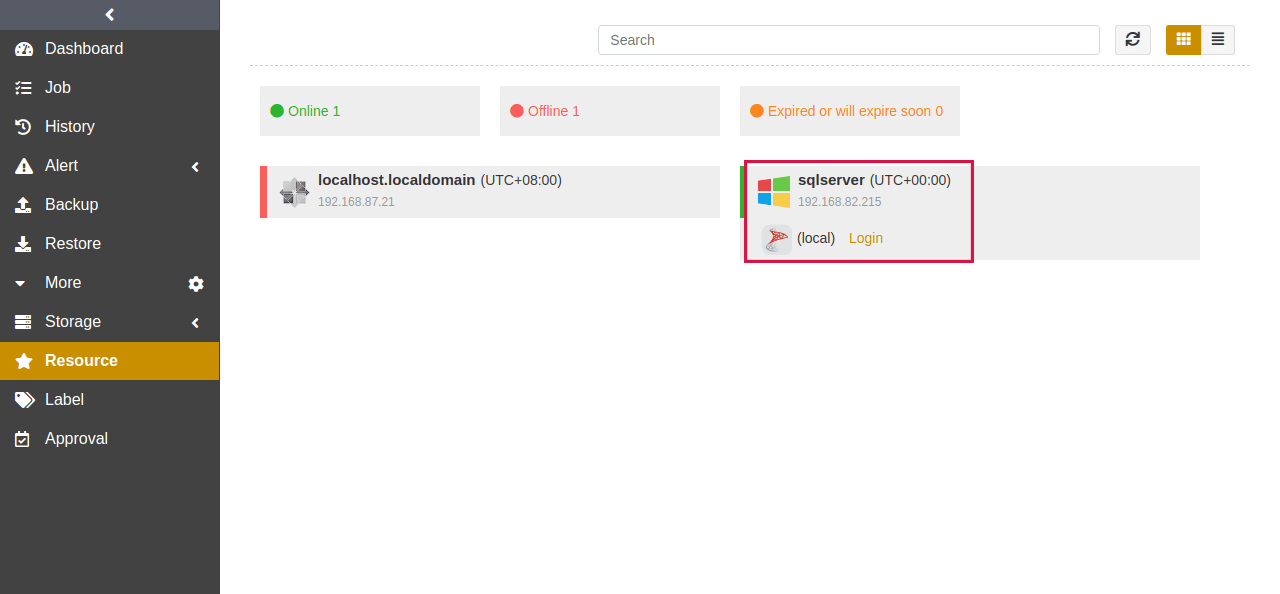 Dashboard
Job
History
Alert
Backup
Restore
More
Storage
Resource
Label
Approval
Search
Online 1
Offline 1
Expired or will expire soon 0
localhost.localdomain (UTC+08:00)
192.168.87.21
sqlserver (UTC+00:00)
192.168.82.215
(local) Login